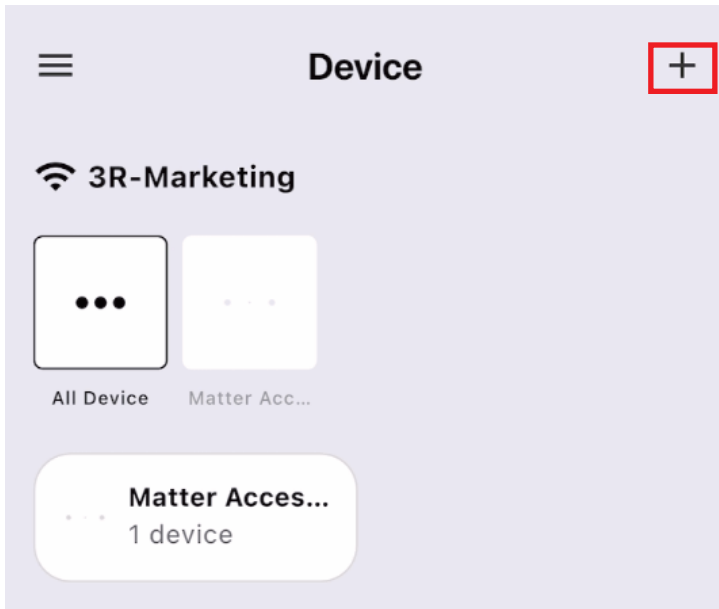 Device
3R-Marketing
All Device
Matter Acc...
Matter Acces...
1 device